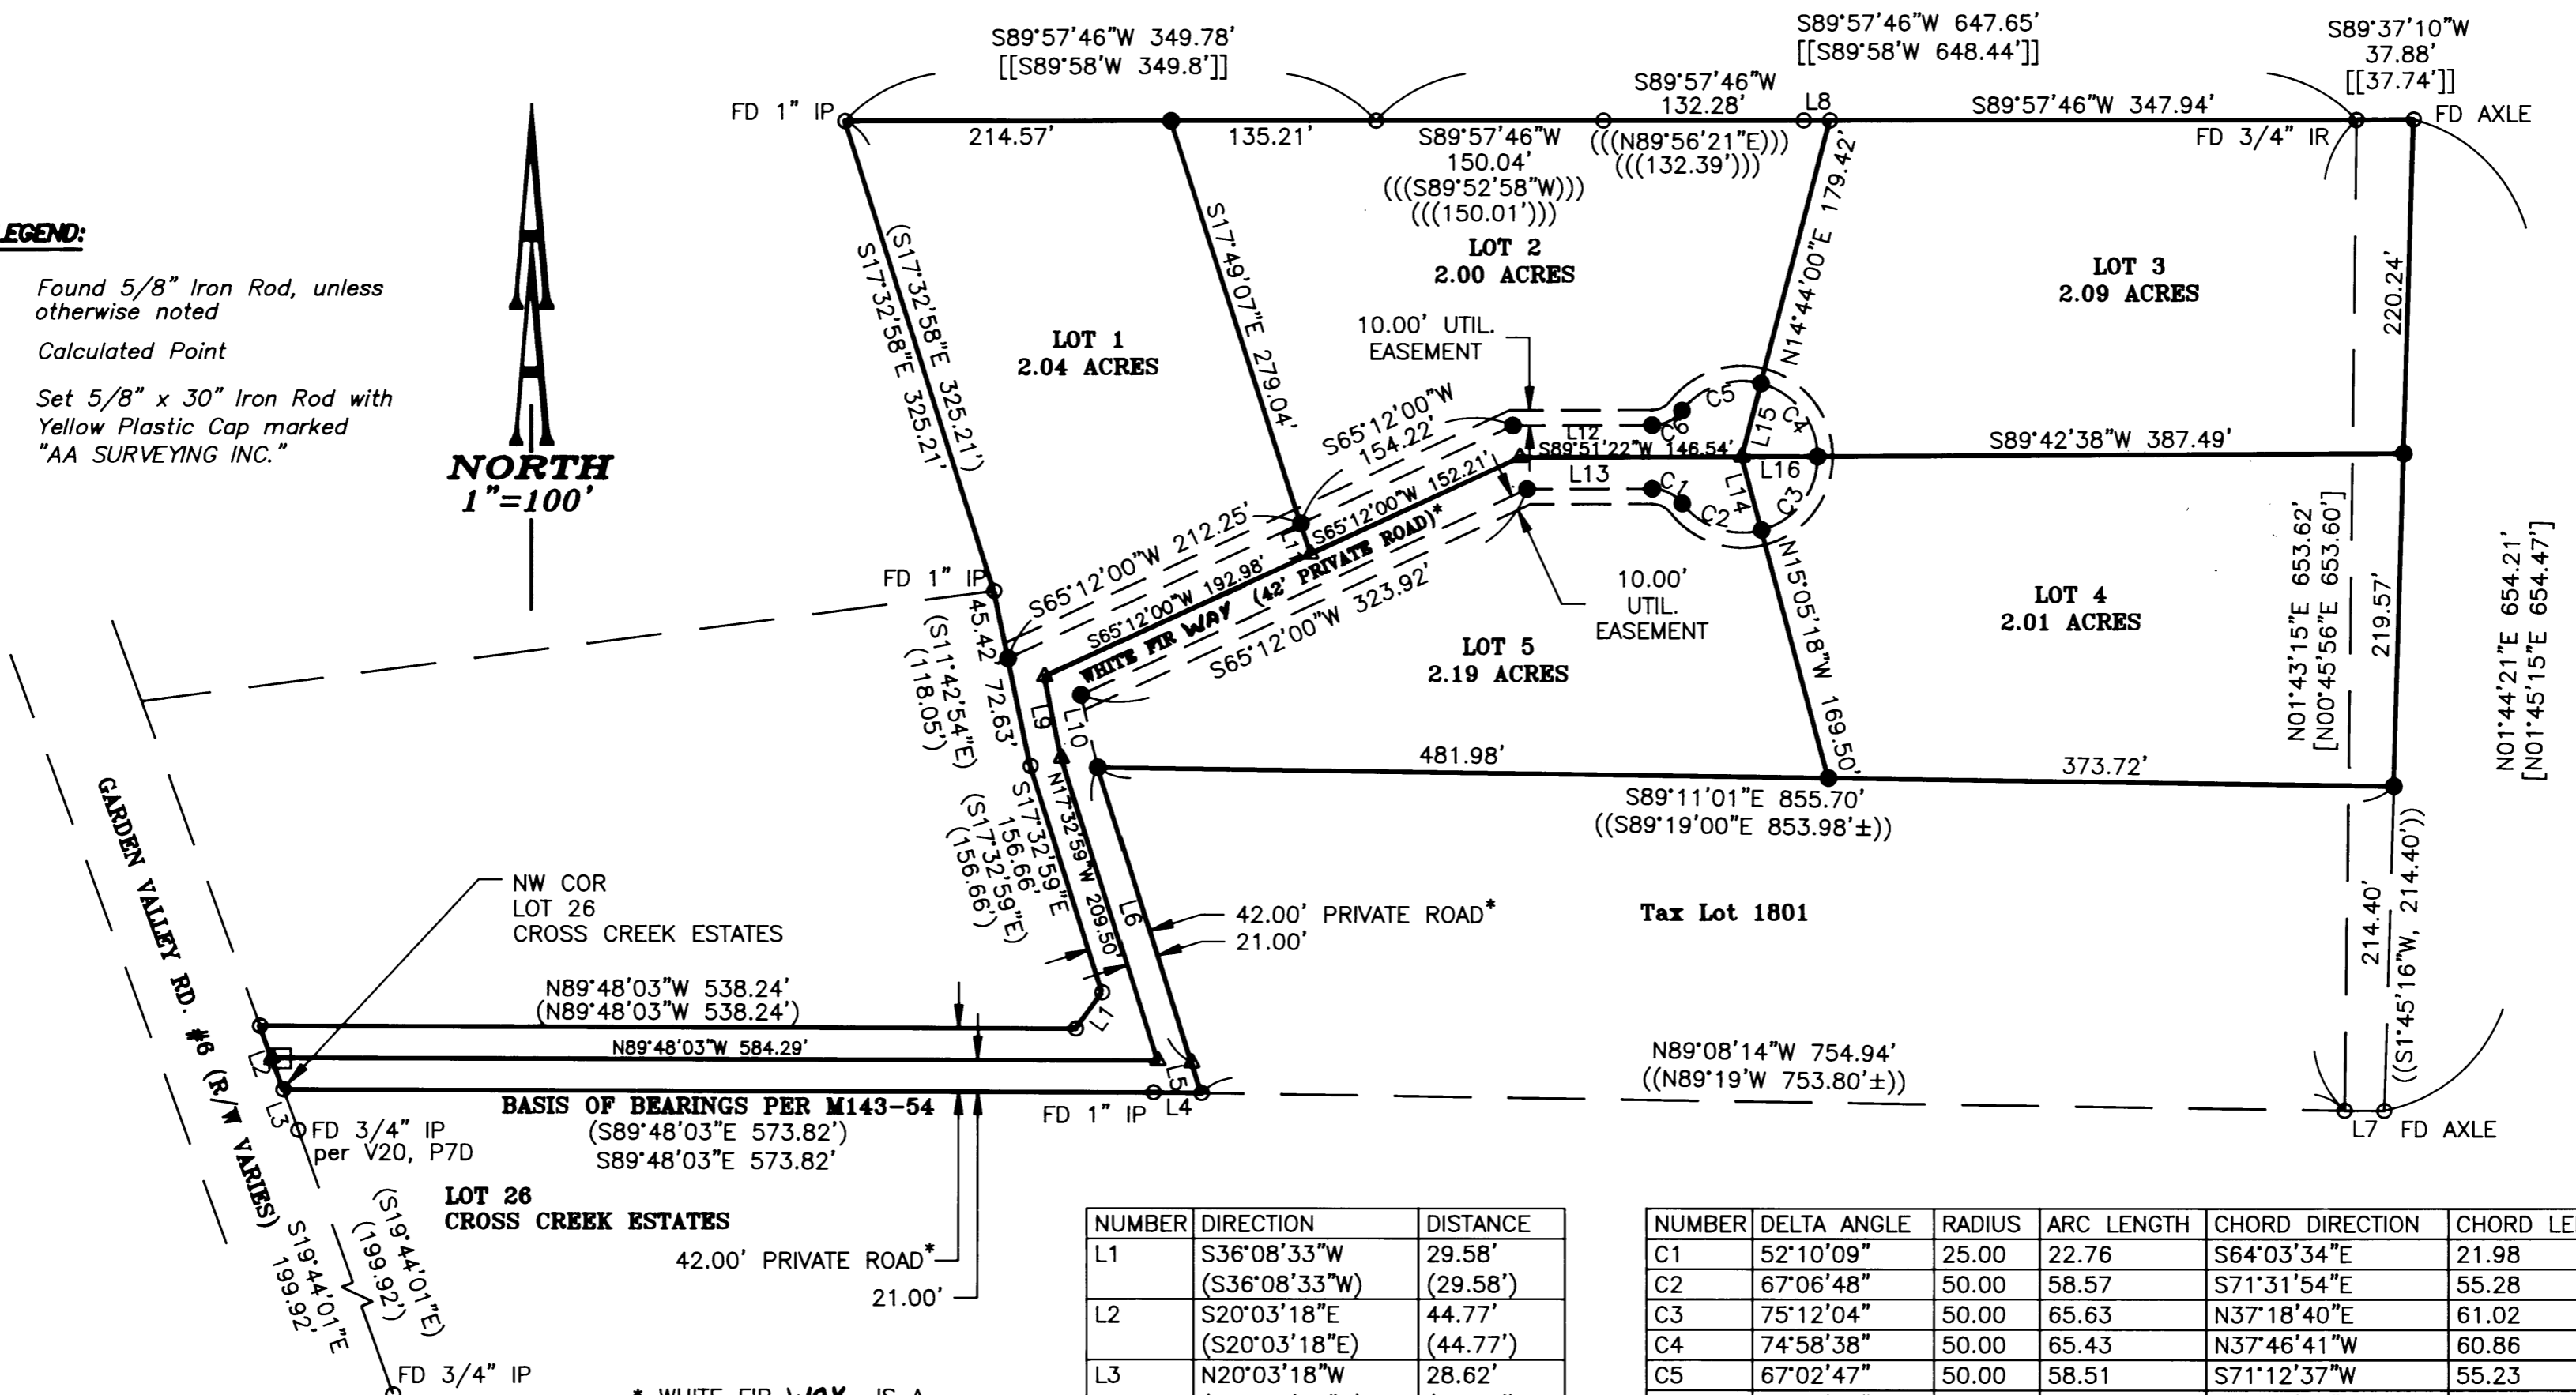 S89°57'46"W 349.78'
[[S89°58'W 349.8']]
S89°57'46"W 647.65'
[[S89°58'W 648.44']]
S89°37'10"W
37.88'
[[37.74']]
FD 1" IP
214.57'
135.21'
S89°57'46"W
150.04'
(((S89°52'58"W)))
(((150.01')))
S89°57'46"W
132.28'
(((N89°56'21"E)))
(((132.39')))
L8
S89°57'46"W 347.94'
FD 3/4" IR
FD AXLE
LEGEND:
Found 5/8" Iron Rod, unless
otherwise noted
Calculated Point
Set 5/8" x 30" Iron Rod with
Yellow Plastic Cap marked
"AA SURVEYING INC."
NORTH
1"=100'
(S17°32'58"E 325.21')
S17°32'58"E 325.21'
LOT 1
2.04 ACRES
S17°49'07"E 279.04'
LOT 2
2.00 ACRES
10.00' UTIL.
EASEMENT
N14°44'00"E 179.42'
LOT 3
2.09 ACRES
220.24'
S65°12'00"W
154.22'
L12
C6
C5
L15
C4
S89°51'22"W 146.54'
L13
L16
S89°42'38"W 387.49'
C1
C2
L14
C3
S65°12'00"W 212.25'
L11
S65°12'00"W 152.21'
S65°12'00"W 192.98'
WHITE FIR WAY (42' PRIVATE ROAD)*
S65°12'00"W 323.92'
10.00'
UTIL.
EASEMENT
FD 1" IP
45.42'
72.63'
(S11°42'54"E)
(118.05')
L9
L10
LOT 5
2.19 ACRES
N15°05'18"W 169.50'
LOT 4
2.01 ACRES
219.57'
N01°43'15"E 653.62'
[N00°45'56"E 653.60']
N01°44'21"E 654.21'
[N01°45'15"E 654.47']
481.98'
373.72'
S89°11'01"E 855.70'
((S89°19'00"E 853.98'±))
S17°32'59"E
156.66'
(S17°32'59"E)
(156.66')
N17°32'59"W 209.50'
L6
42.00' PRIVATE ROAD*
21.00'
Tax Lot 1801
214.40'
((S1°45'16"W, 214.40'))
GARDEN VALLEY RD. #6 (R/W VARIES)
NW COR
LOT 26
CROSS CREEK ESTATES
N89°48'03"W 538.24'
(N89°48'03"W 538.24')
L1
N89°48'03"W 584.29'
L2
L3
L5
L4
FD 1" IP
BASIS OF BEARINGS PER M143-54
(S89°48'03"E 573.82')
S89°48'03"E 573.82'
N89°08'14"W 754.94'
((N89°19'W 753.80'±))
L7
FD AXLE
FD 3/4" IP
per V20, P7D
LOT 26
CROSS CREEK ESTATES
42.00' PRIVATE ROAD*
21.00'
(S19°44'01"E)
(199.92')
S19°44'01"E
199.92'
FD 3/4" IP
* WHITE FIR WAY IS A
NUMBER DIRECTION DISTANCE
L1 S36°08'33"W 29.58'
(S36°08'33"W) (29.58')
L2 S20°03'18"E 44.77'
(S20°03'18"E) (44.77')
L3 N20°03'18"W 28.62'
NUMBER DELTA ANGLE RADIUS ARC LENGTH CHORD DIRECTION CHORD LE
C1 52°10'09" 25.00 22.76 S64°03'34"E 21.98
C2 67°06'48" 50.00 58.57 S71°31'54"E 55.28
C3 75°12'04" 50.00 65.63 N37°18'40"E 61.02
C4 74°58'38" 50.00 65.43 N37°46'41"W 60.86
C5 67°02'47" 50.00 58.51 S71°12'37"W 55.23